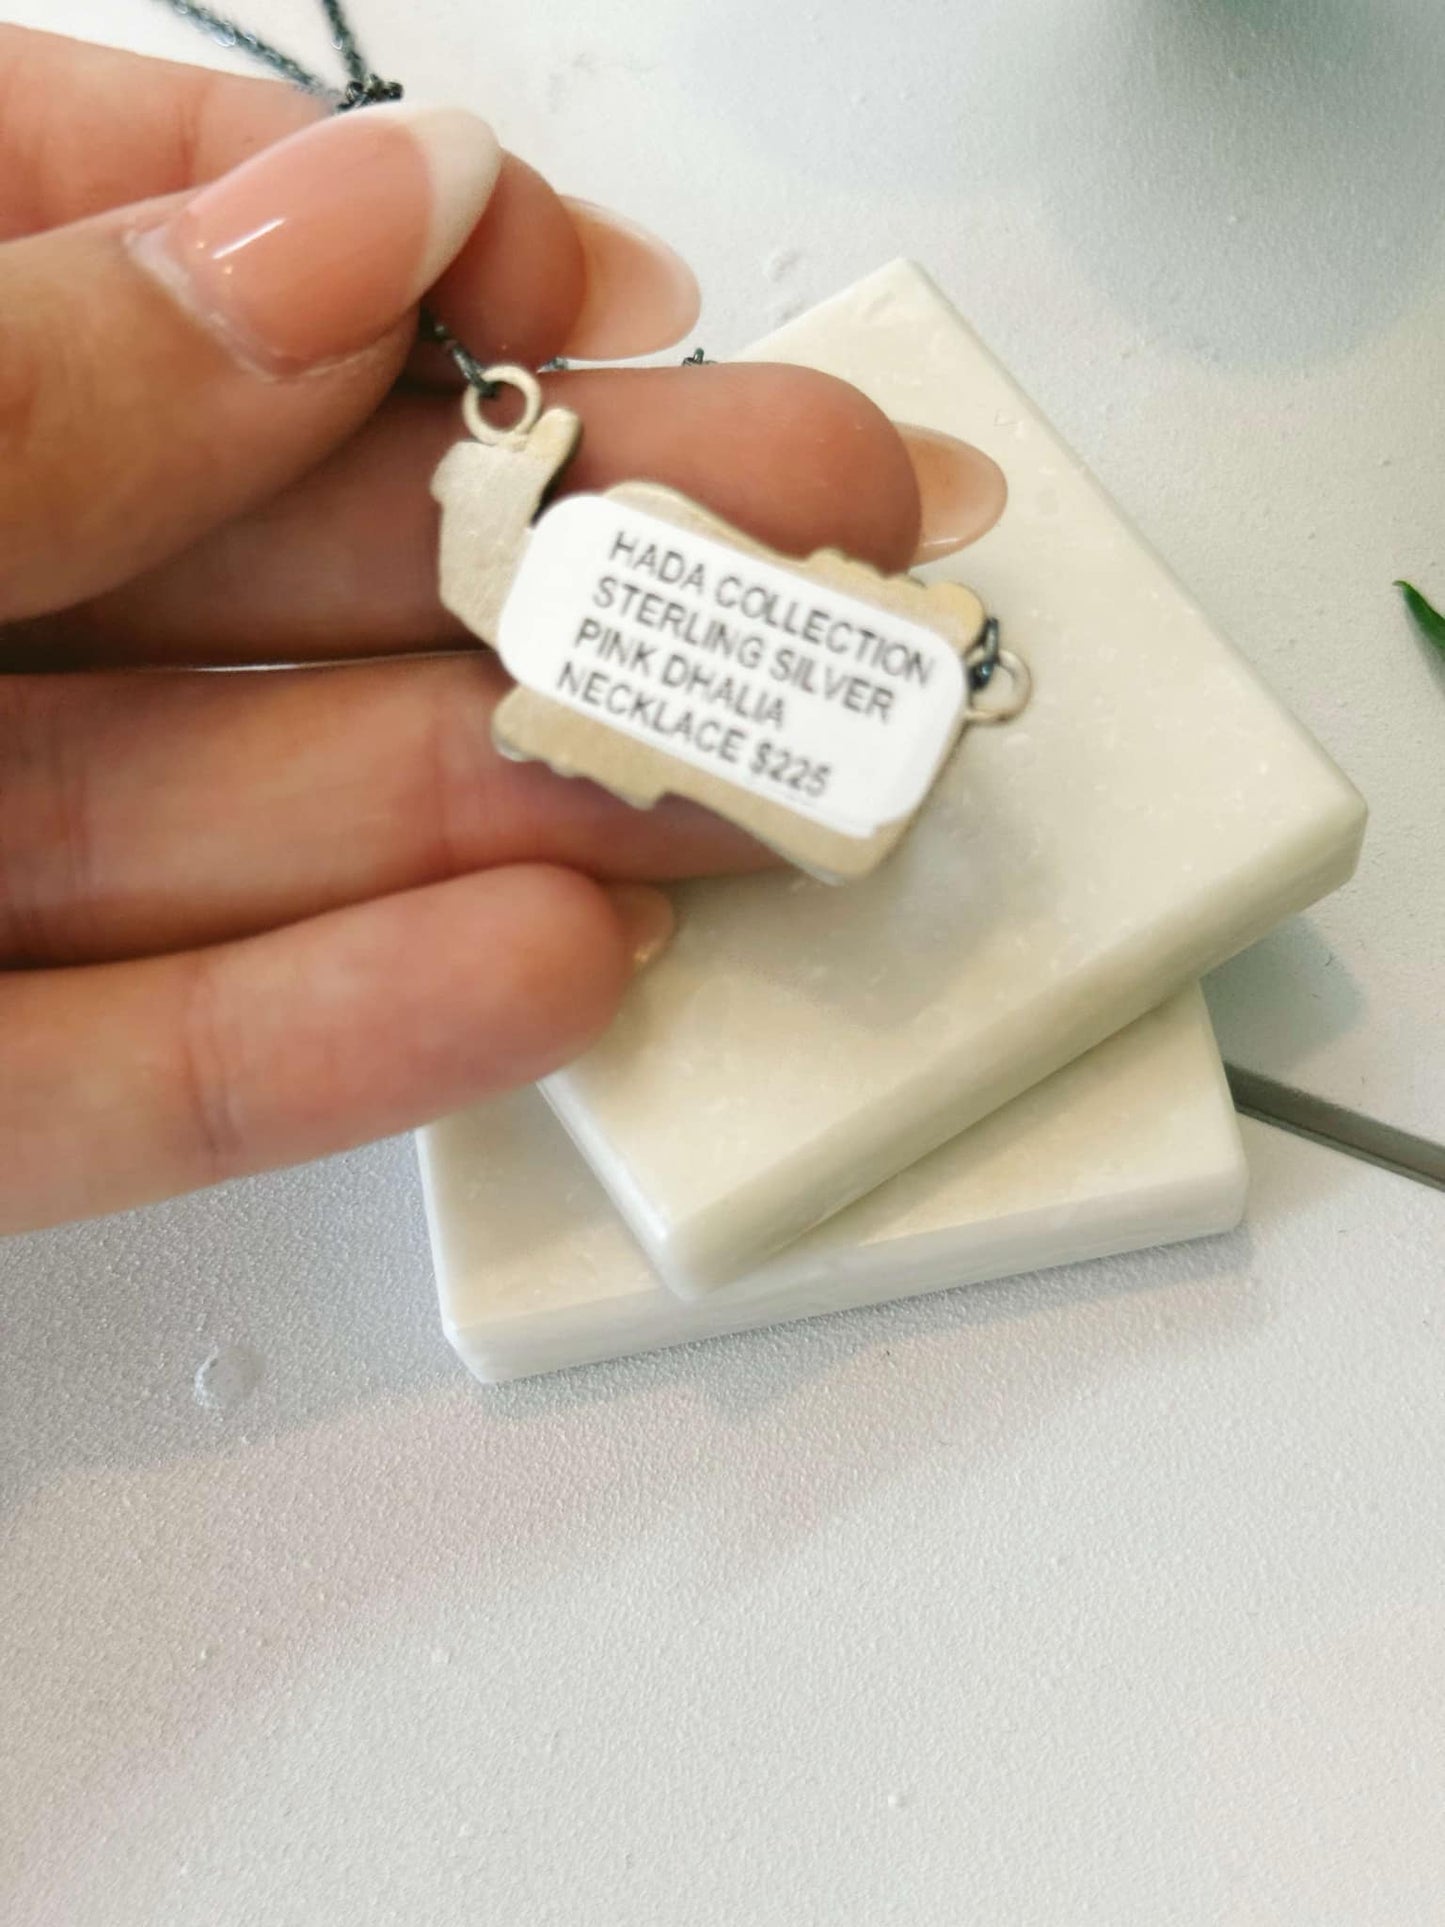 HADA COLLECTION
STERLING SILVER
PINK DHALIA
NECKLACE $225